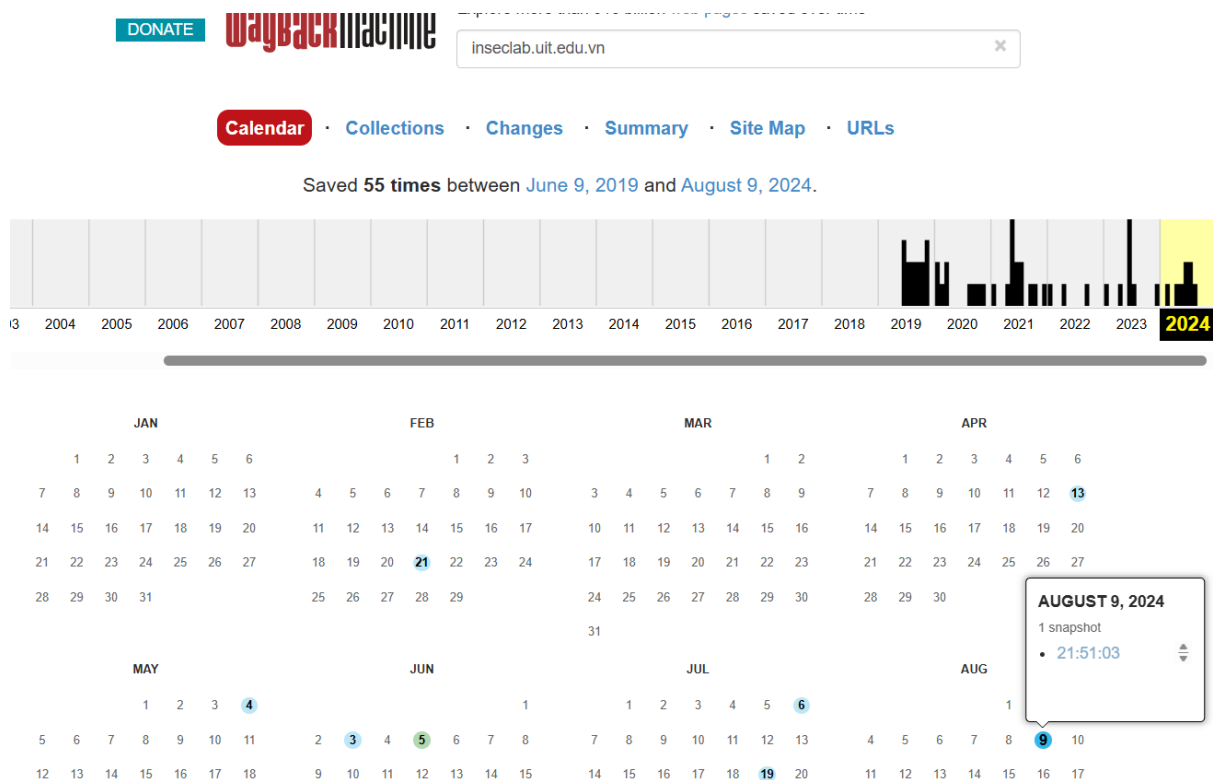 DONATE
WayBackMachine
inseclab.uit.edu.vn ×
Calendar · Collections · Changes · Summary · Site Map · URLs
Saved 55 times between June 9, 2019 and August 9, 2024.
2004 2005 2006 2007 2008 2009 2010 2011 2012 2013 2014 2015 2016 2017 2018 2019 2020 2021 2022 2023 2024
JAN FEB MAR APR
1 2 3 4 5 6 1 2 3 1 2 1 2 3 4 5 6
7 8 9 10 11 12 13 4 5 6 7 8 9 10 3 4 5 6 7 8 9 7 8 9 10 11 12 13
14 15 16 17 18 19 20 11 12 13 14 15 16 17 10 11 12 13 14 15 16 14 15 16 17 18 19 20
21 22 23 24 25 26 27 18 19 20 21 22 23 24 17 18 19 20 21 22 23 21 22 23 24 25 26 27
28 29 30 31 25 26 27 28 29 24 25 26 27 28 29 30 28 29 30
31
AUGUST 9, 2024
1 snapshot
• 21:51:03
MAY JUN JUL AUG
1 2 3 4 1 1 2 3 4 5 6 1
5 6 7 8 9 10 11 2 3 4 5 6 7 8 7 8 9 10 11 12 13 4 5 6 7 8 9 10
12 13 14 15 16 17 18 9 10 11 12 13 14 15 14 15 16 17 18 19 20 11 12 13 14 15 16 17